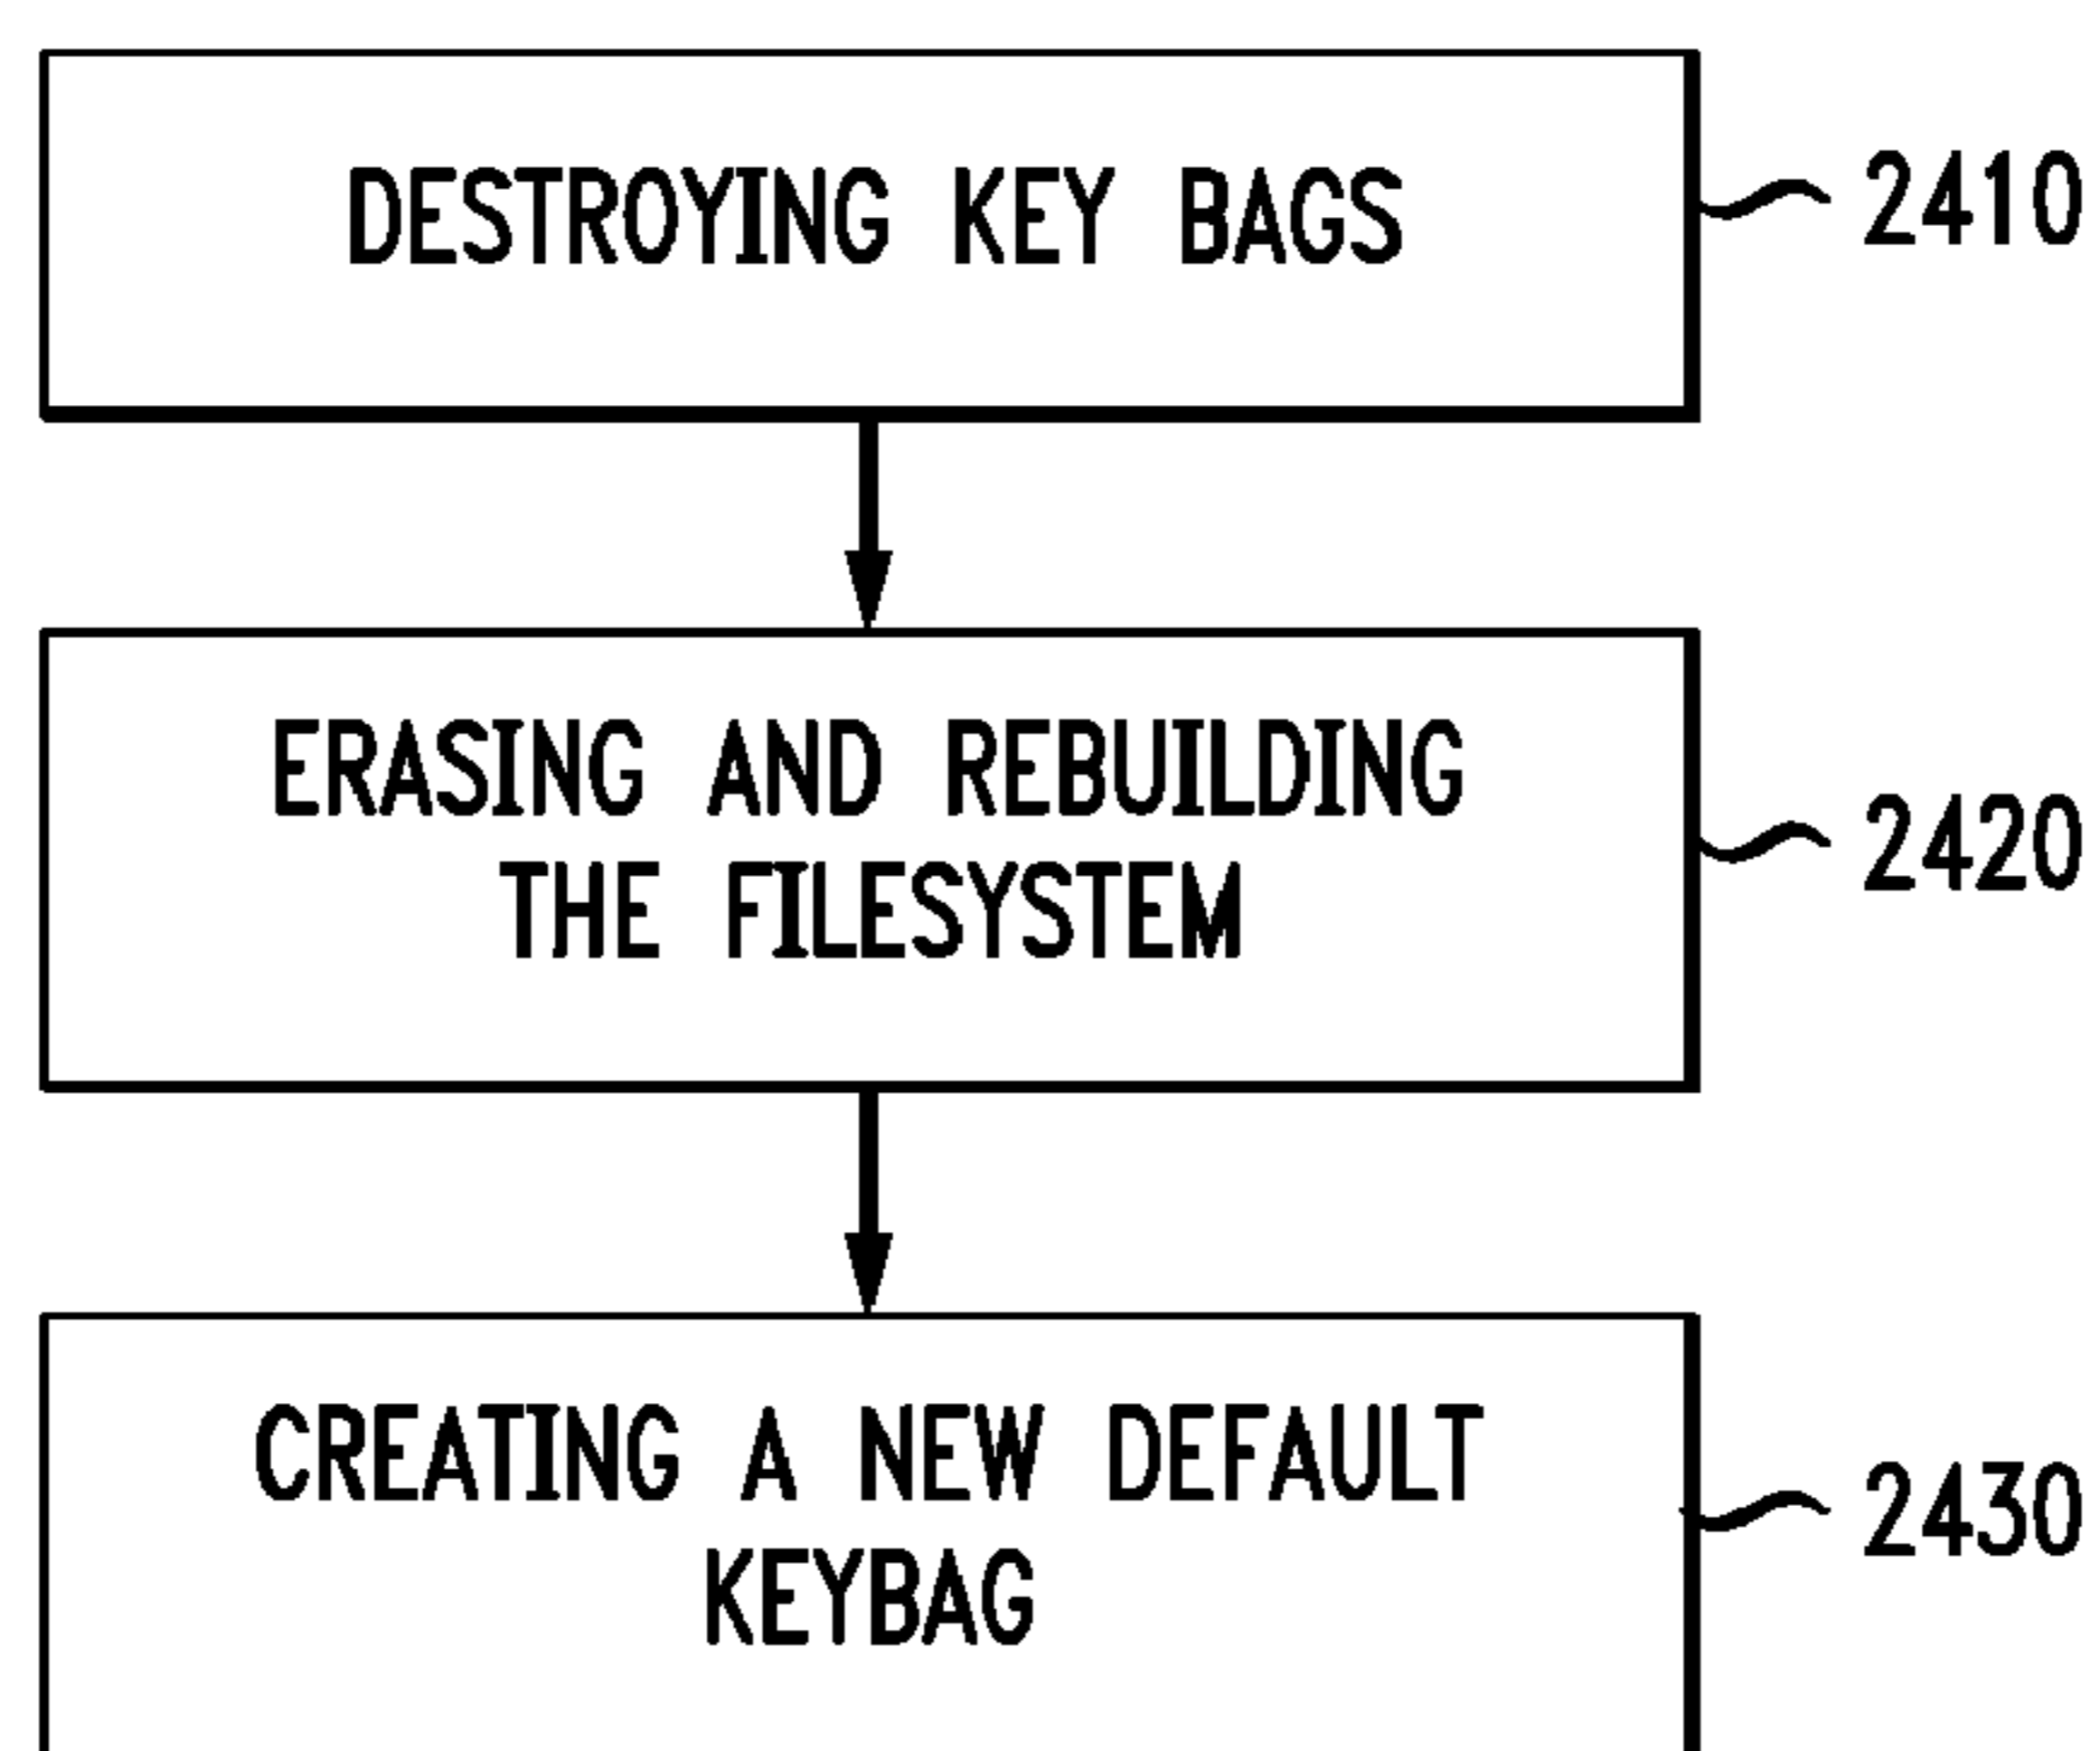 DESTROYING KEY BAGS
2410
ERASING AND REBUILDING
THE FILESYSTEM
2420
CREATING A NEW DEFAULT
KEYBAG
2430